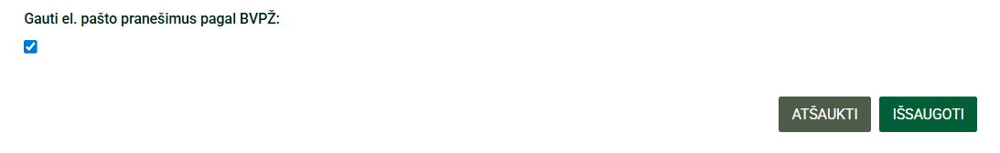 Gauti el. pašto pranešimus pagal BVPŽ:
ATŠAUKTI IŠSAUGOTI